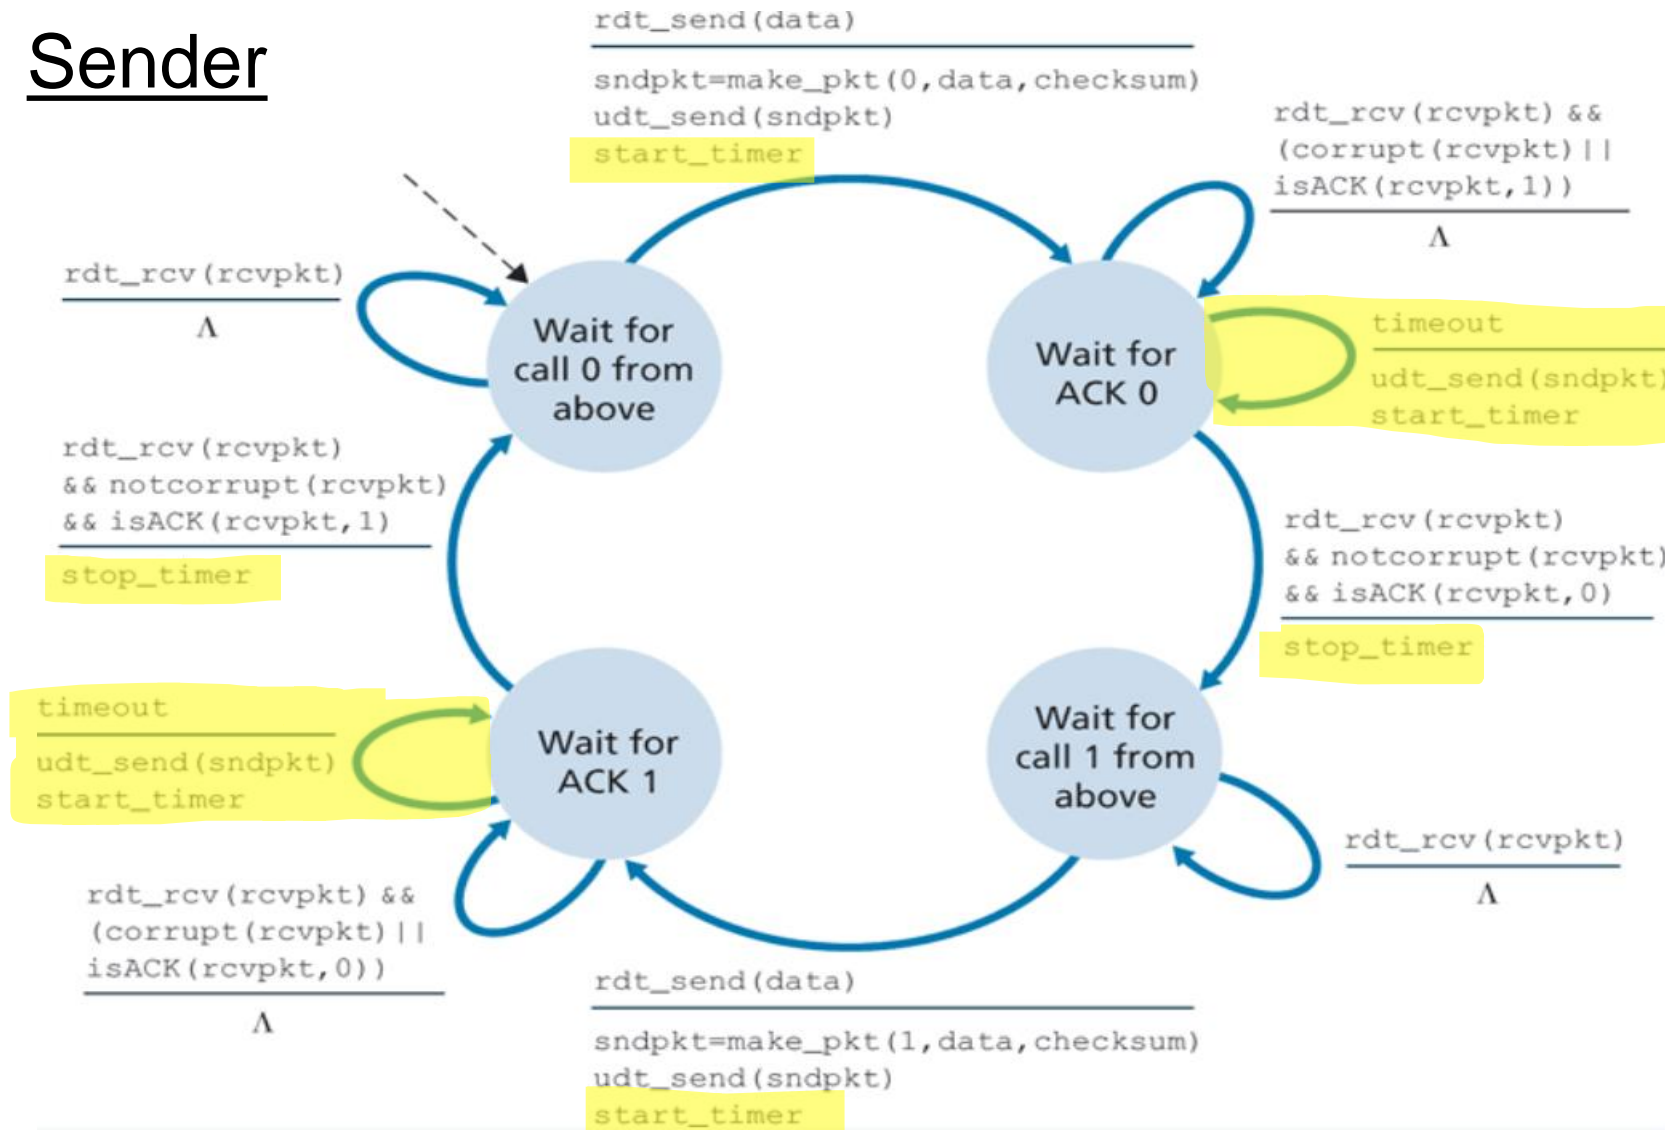 Sender
rdt_send(data)
sndpkt=make_pkt(0,data,checksum)
udt_send(sndpkt)
start_timer
rdt_rcv(rcvpkt) &&
(corrupt(rcvpkt)||
isACK(rcvpkt,1))
Λ
rdt_rcv(rcvpkt)
Λ
Wait for
call 0 from
above
Wait for
ACK 0
timeout
udt_send(sndpkt)
start_timer
rdt_rcv(rcvpkt)
&& notcorrupt(rcvpkt)
&& isACK(rcvpkt,1)
stop_timer
rdt_rcv(rcvpkt)
&& notcorrupt(rcvpkt)
&& isACK(rcvpkt,0)
stop_timer
timeout
udt_send(sndpkt)
start_timer
Wait for
ACK 1
Wait for
call 1 from
above
rdt_rcv(rcvpkt)
Λ
rdt_rcv(rcvpkt) &&
(corrupt(rcvpkt)||
isACK(rcvpkt,0))
Λ
rdt_send(data)
sndpkt=make_pkt(1,data,checksum)
udt_send(sndpkt)
start_timer